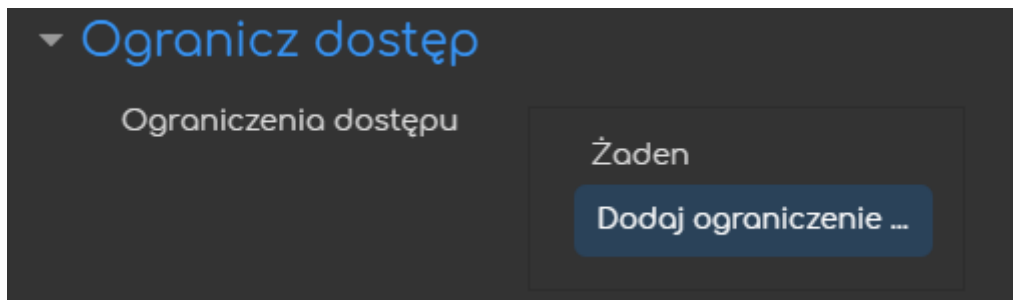 Ogranicz dostęp
Ograniczenia dostępu
Żaden
Dodaj ograniczenie ...